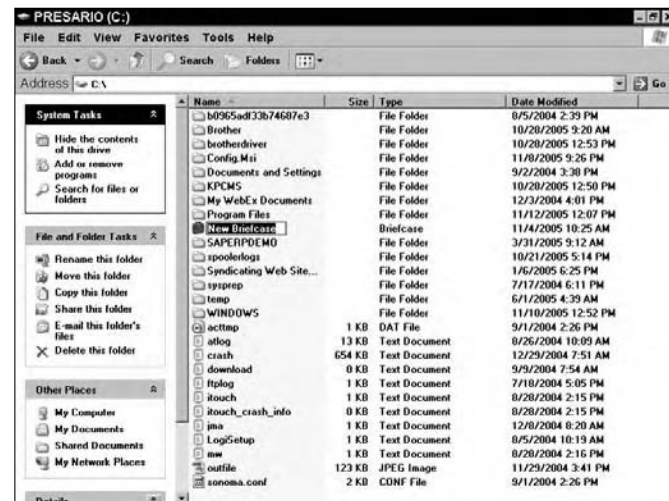 PRESARIO (C:)
File Edit View Favorites Tools Help
Back Search Folders
Address C:\ Go
System Tasks
Hide the contents
of this drive
Add or remove
programs
Search for files or
folders
File and Folder Tasks
Rename this folder
Move this folder
Copy this folder
Share this folder
E-mail this folder's
files
Delete this folder
Other Places
My Computer
My Documents
Shared Documents
My Network Places
Details
Name Size Type Date Modified
b0965adf33b74687e3 File Folder 8/5/2004 2:39 PM
Brother File Folder 10/28/2005 9:20 AM
brotherdriver File Folder 10/28/2005 12:53 PM
Config.Msi File Folder 11/8/2005 9:26 PM
Documents and Settings File Folder 9/2/2004 3:38 PM
KPCMS File Folder 10/28/2005 12:50 PM
My WebEx Documents File Folder 12/3/2004 4:01 PM
Program Files File Folder 11/12/2005 12:07 PM
New Briefcase Briefcase 11/4/2005 10:25 AM
SAPERPDEMO File Folder 3/31/2005 9:12 AM
spoolerlogs File Folder 10/21/2005 5:14 PM
Syndicating Web Site... File Folder 1/6/2005 6:25 PM
sysprep File Folder 7/17/2004 6:11 PM
temp File Folder 6/1/2005 4:39 AM
WINDOWS File Folder 11/10/2005 12:52 PM
acttmp 1 KB DAT File 9/1/2004 2:26 PM
atlog 13 KB Text Document 8/26/2004 10:09 AM
crash 654 KB Text Document 12/29/2004 7:51 AM
download 0 KB Text Document 9/9/2004 7:54 AM
ftplog 1 KB Text Document 7/18/2004 5:05 PM
itouch 1 KB Text Document 8/28/2004 2:15 PM
itouch_crash_info 0 KB Text Document 8/28/2004 2:15 PM
jma 1 KB Text Document 12/8/2004 8:20 AM
LogiSetup 1 KB Text Document 8/5/2004 10:19 AM
mw 1 KB Text Document 8/28/2004 2:16 PM
outfile 123 KB JPEG Image 11/29/2004 3:41 PM
sonoma.conf 2 KB CONF File 9/1/2004 2:26 PM